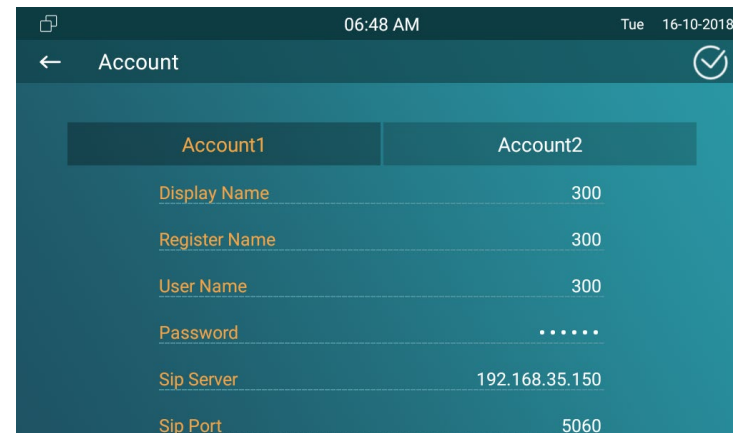 06:48 AM Tue 16-10-2018
Account
Account1 Account2
Display Name 300
Register Name 300
User Name 300
Password ••••••
Sip Server 192.168.35.150
Sip Port 5060